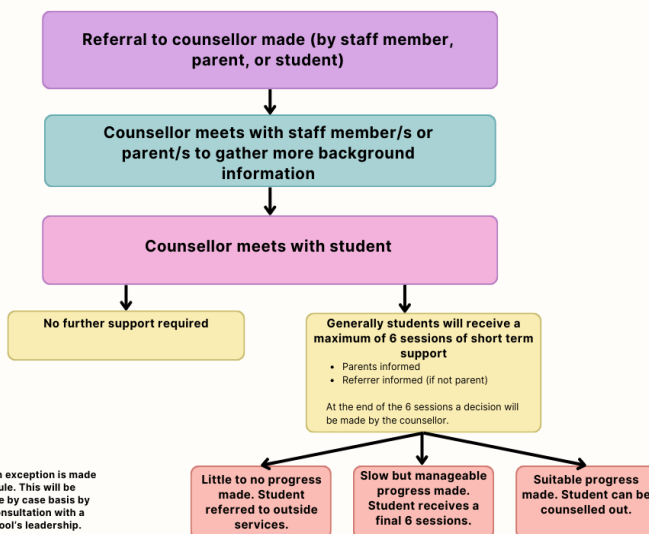 Referral to counsellor made (by staff member,
parent, or student)
Counsellor meets with staff member/s or
parent/s to gather more background
information
Counsellor meets with student
No further support required
Generally students will receive a
maximum of 6 sessions of short term
support
• Parents informed
• Referrer informed (if not parent)
At the end of the 6 sessions a decision will
be made by the counsellor.
exception is made
This will be
by case basis by
with a
leadership.
Little to no progress
made. Student
referred to outside
services.
Slow but manageable
progress made.
Student receives a
final 6 sessions.
Suitable progress
made. Student can be
counselled out.